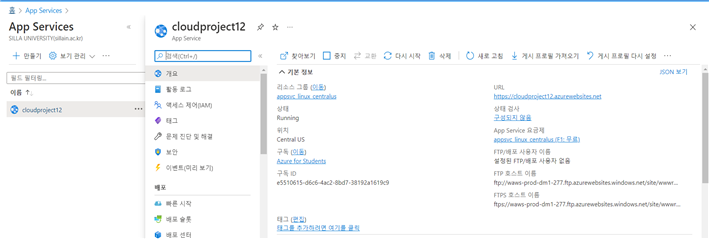 홈 > App Services >
App Services
SILLA UNIVERSITY(sillain.ac.kr)
+ 만들기 보기 관리 ...
필드 필터링...
이름 ↑↓
cloudproject12 ...
cloudproject12
App Service
검색(Ctrl+/)
개요
활동 로그
액세스 제어(IAM)
태그
문제 진단 및 해결
보안
이벤트(미리 보기)
배포
빠른 시작
배포 슬롯
배포 센터
찾아보기 중지 교환 다시 시작 삭제 새로 고침 게시 프로필 가져오기 게시 프로필 다시 설정 ...
기본 정보 JSON 보기
리소스 그룹 (이동)
appsvc_linux_centralus
상태
Running
위치
Central US
구독 (이동)
Azure for Students
구독 ID
e5510615-d6c6-4ac2-8bd7-38192a1619c9
URL
https://cloudproject12.azurewebsites.net
상태 검사
구성되지 않음
App Service 요금제
appsvc_linux_centralus (F1: 무료)
FTP/배포 사용자 이름
설정된 FTP/배포 사용자 없음
FTP 호스트 이름
ftp://waws-prod-dm1-277.ftp.azurewebsites.windows.net/site/wwwr...
FTPS 호스트 이름
ftps://waws-prod-dm1-277.ftp.azurewebsites.windows.net/site/wwwr...
태그 (편집)
태그를 추가하려면 여기를 클릭